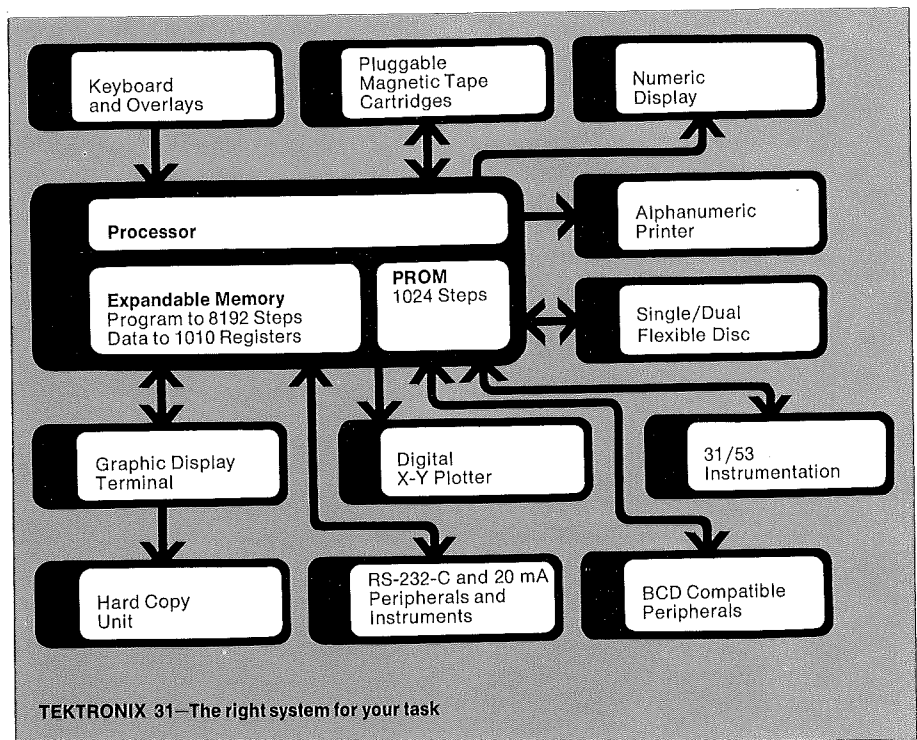 Keyboard
and Overlays
Pluggable
Magnetic Tape
Cartridges
Numeric
Display
Processor
Alphanumeric
Printer
Expandable Memory
Program to 8192 Steps
Data to 1010 Registers
PROM
1024 Steps
Single/Dual
Flexible Disc
Graphic Display
Terminal
Digital
X-Y Plotter
31/53
Instrumentation
Hard Copy
Unit
RS-232-C and 20 mA
Peripherals and
Instruments
BCD Compatible
Peripherals
TEKTRONIX 31—The right system for your task